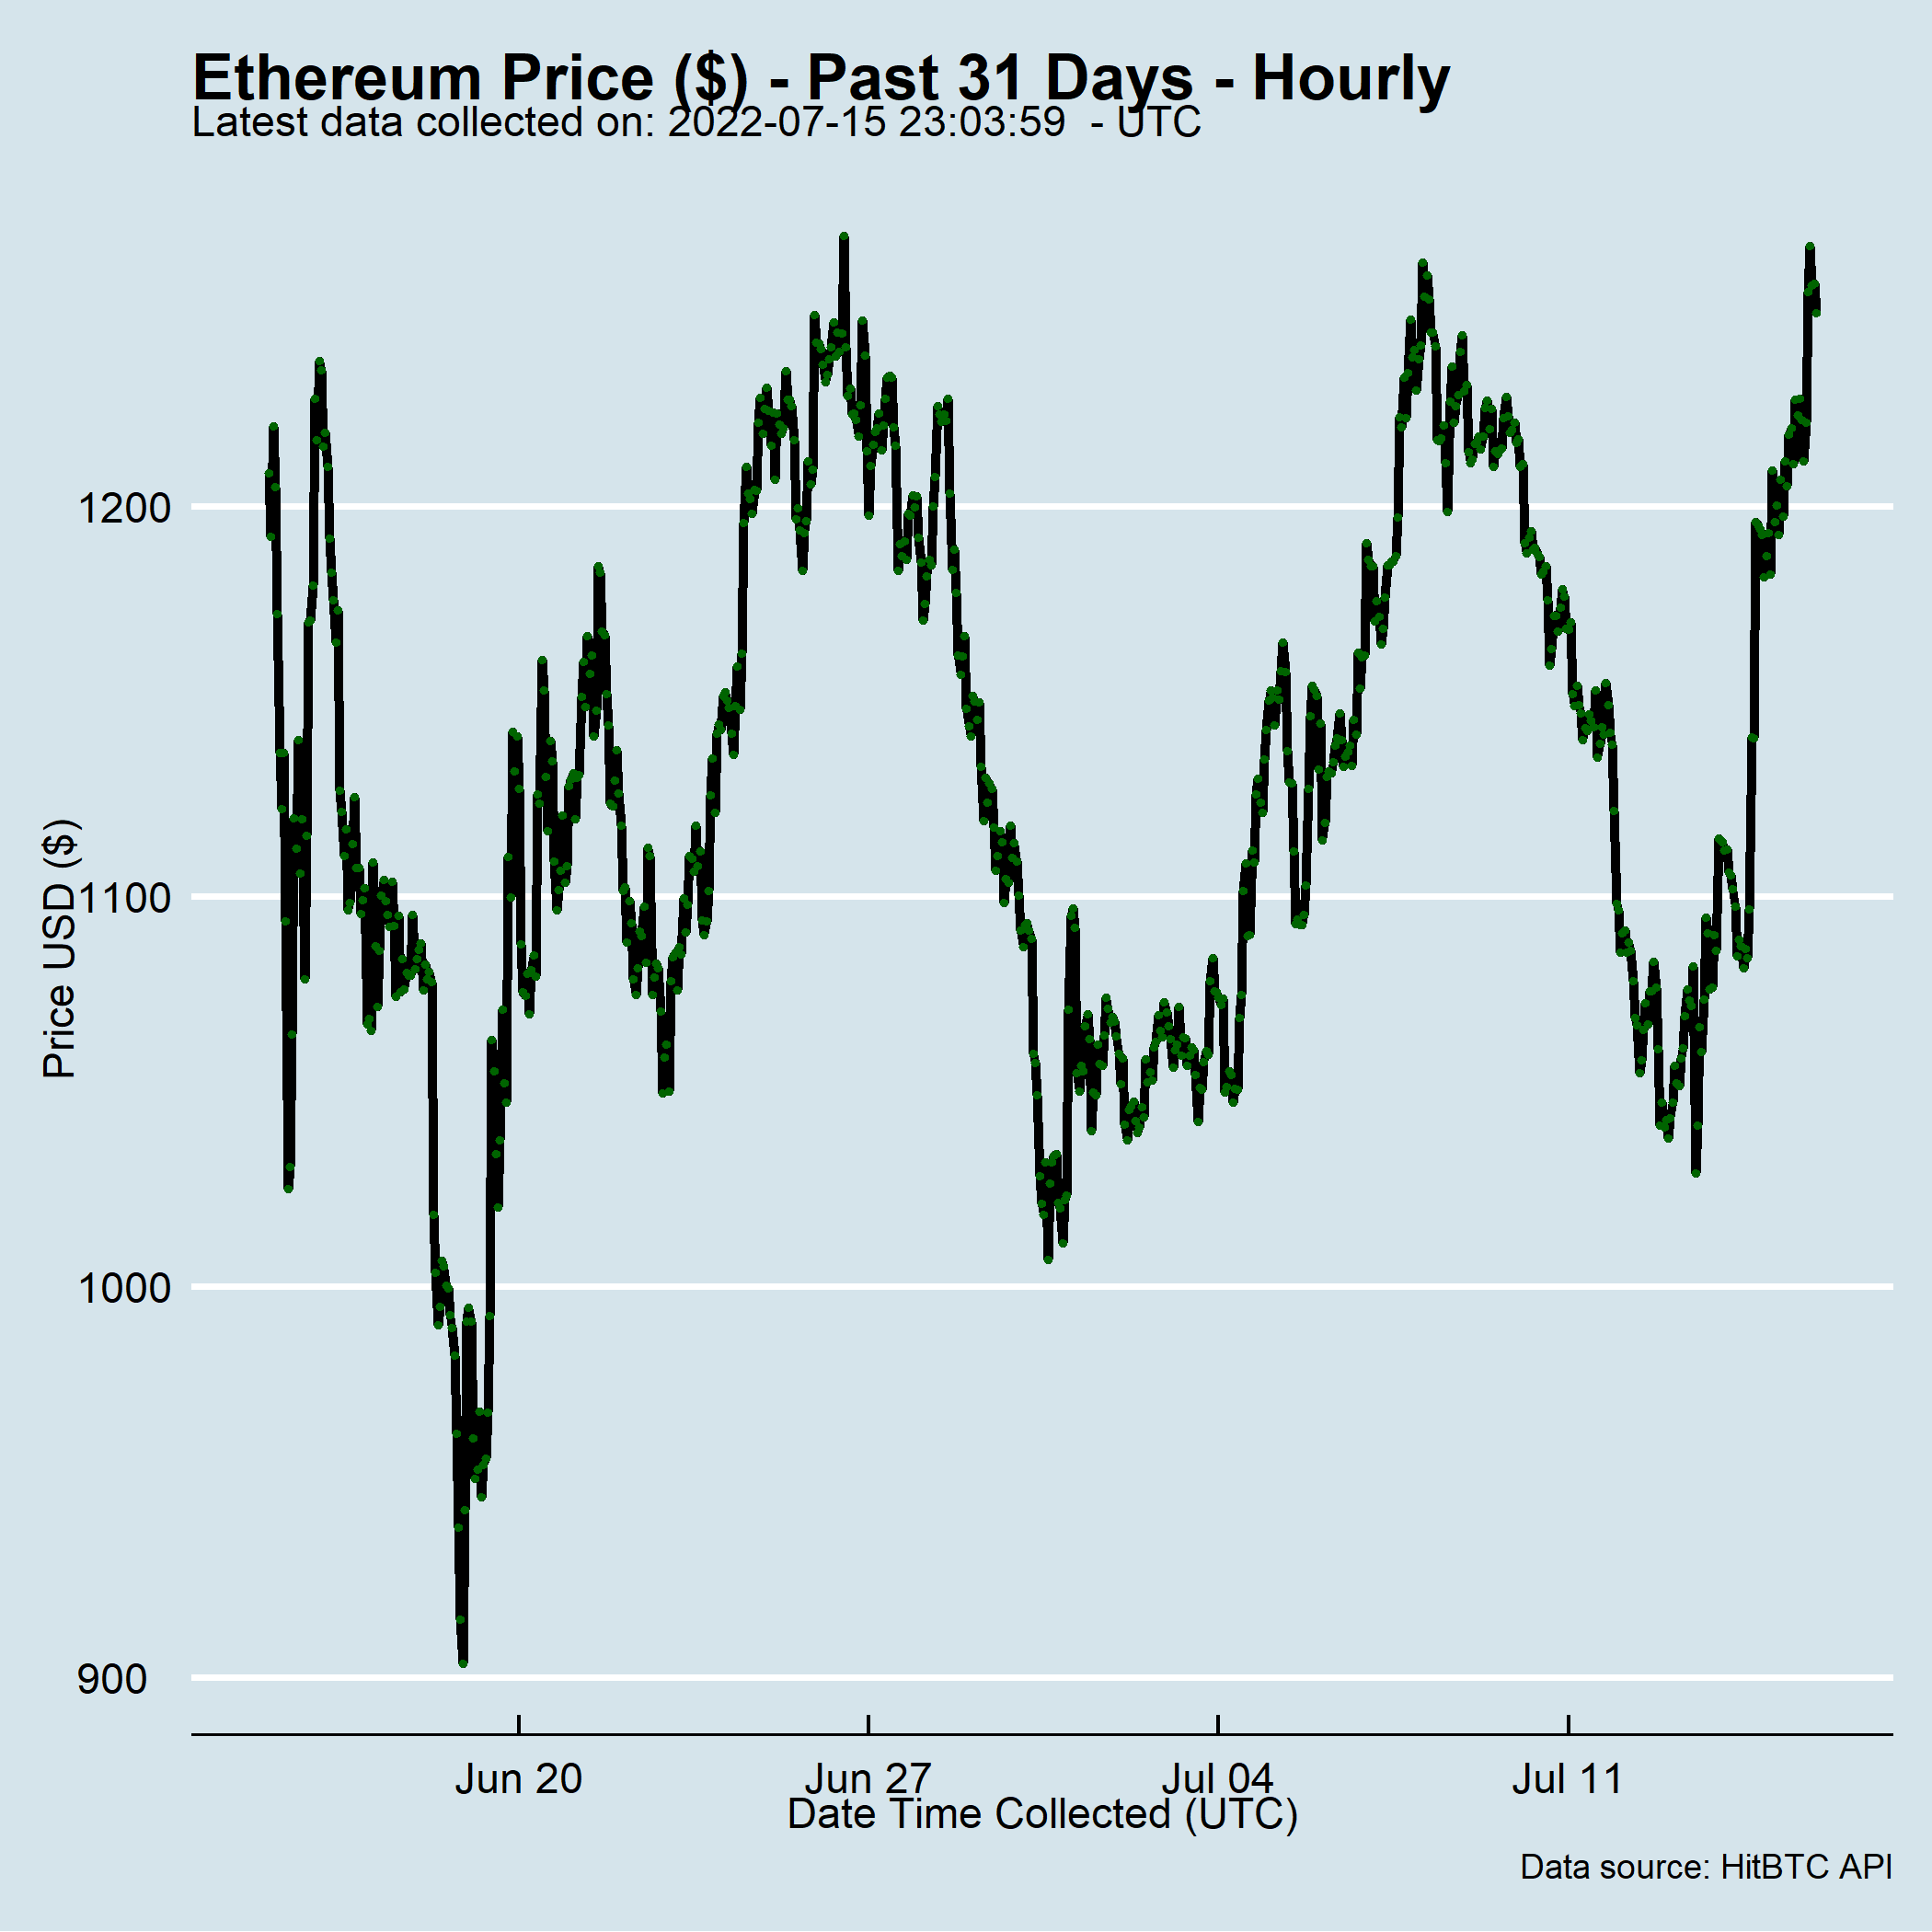 Ethereum Price ($) - Past 31 Days - Hourly
Latest data collected on: 2022-07-15 23:03:59  - UTC
Price USD ($)
1200
1100
1000
900
Jun 20
Jun 27
Jul 04
Jul 11
Date Time Collected (UTC)
Data source: HitBTC API